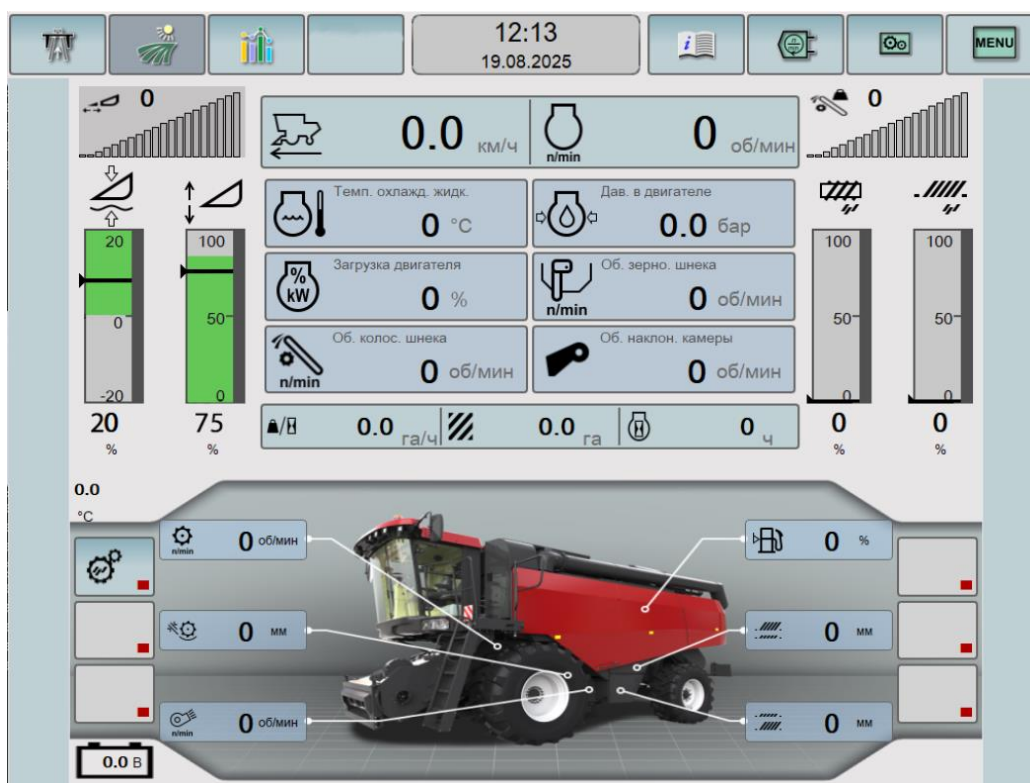 12:13
19.08.2025
i
MENU
0
0.0 км/ч
n/min
0 об/мин
0
Темп. охлажд. жидк.
0 °C
Дав. в двигателе
0.0 бар
20
0
-20
20
%
100
50
0
75
%
Загрузка двигателя
% kW
0 %
Об. зерно. шнека
n/min
0 об/мин
Об. колос. шнека
n/min
0 об/мин
Об. наклон. камеры
0 об/мин
100
50
0
0
%
100
50
0
0
%
0.0 га/ч
0.0 га
0 ч
0.0
°C
n/min
0 об/мин
0 %
0 мм
0 мм
n/min
0 об/мин
0 мм
0.0 В